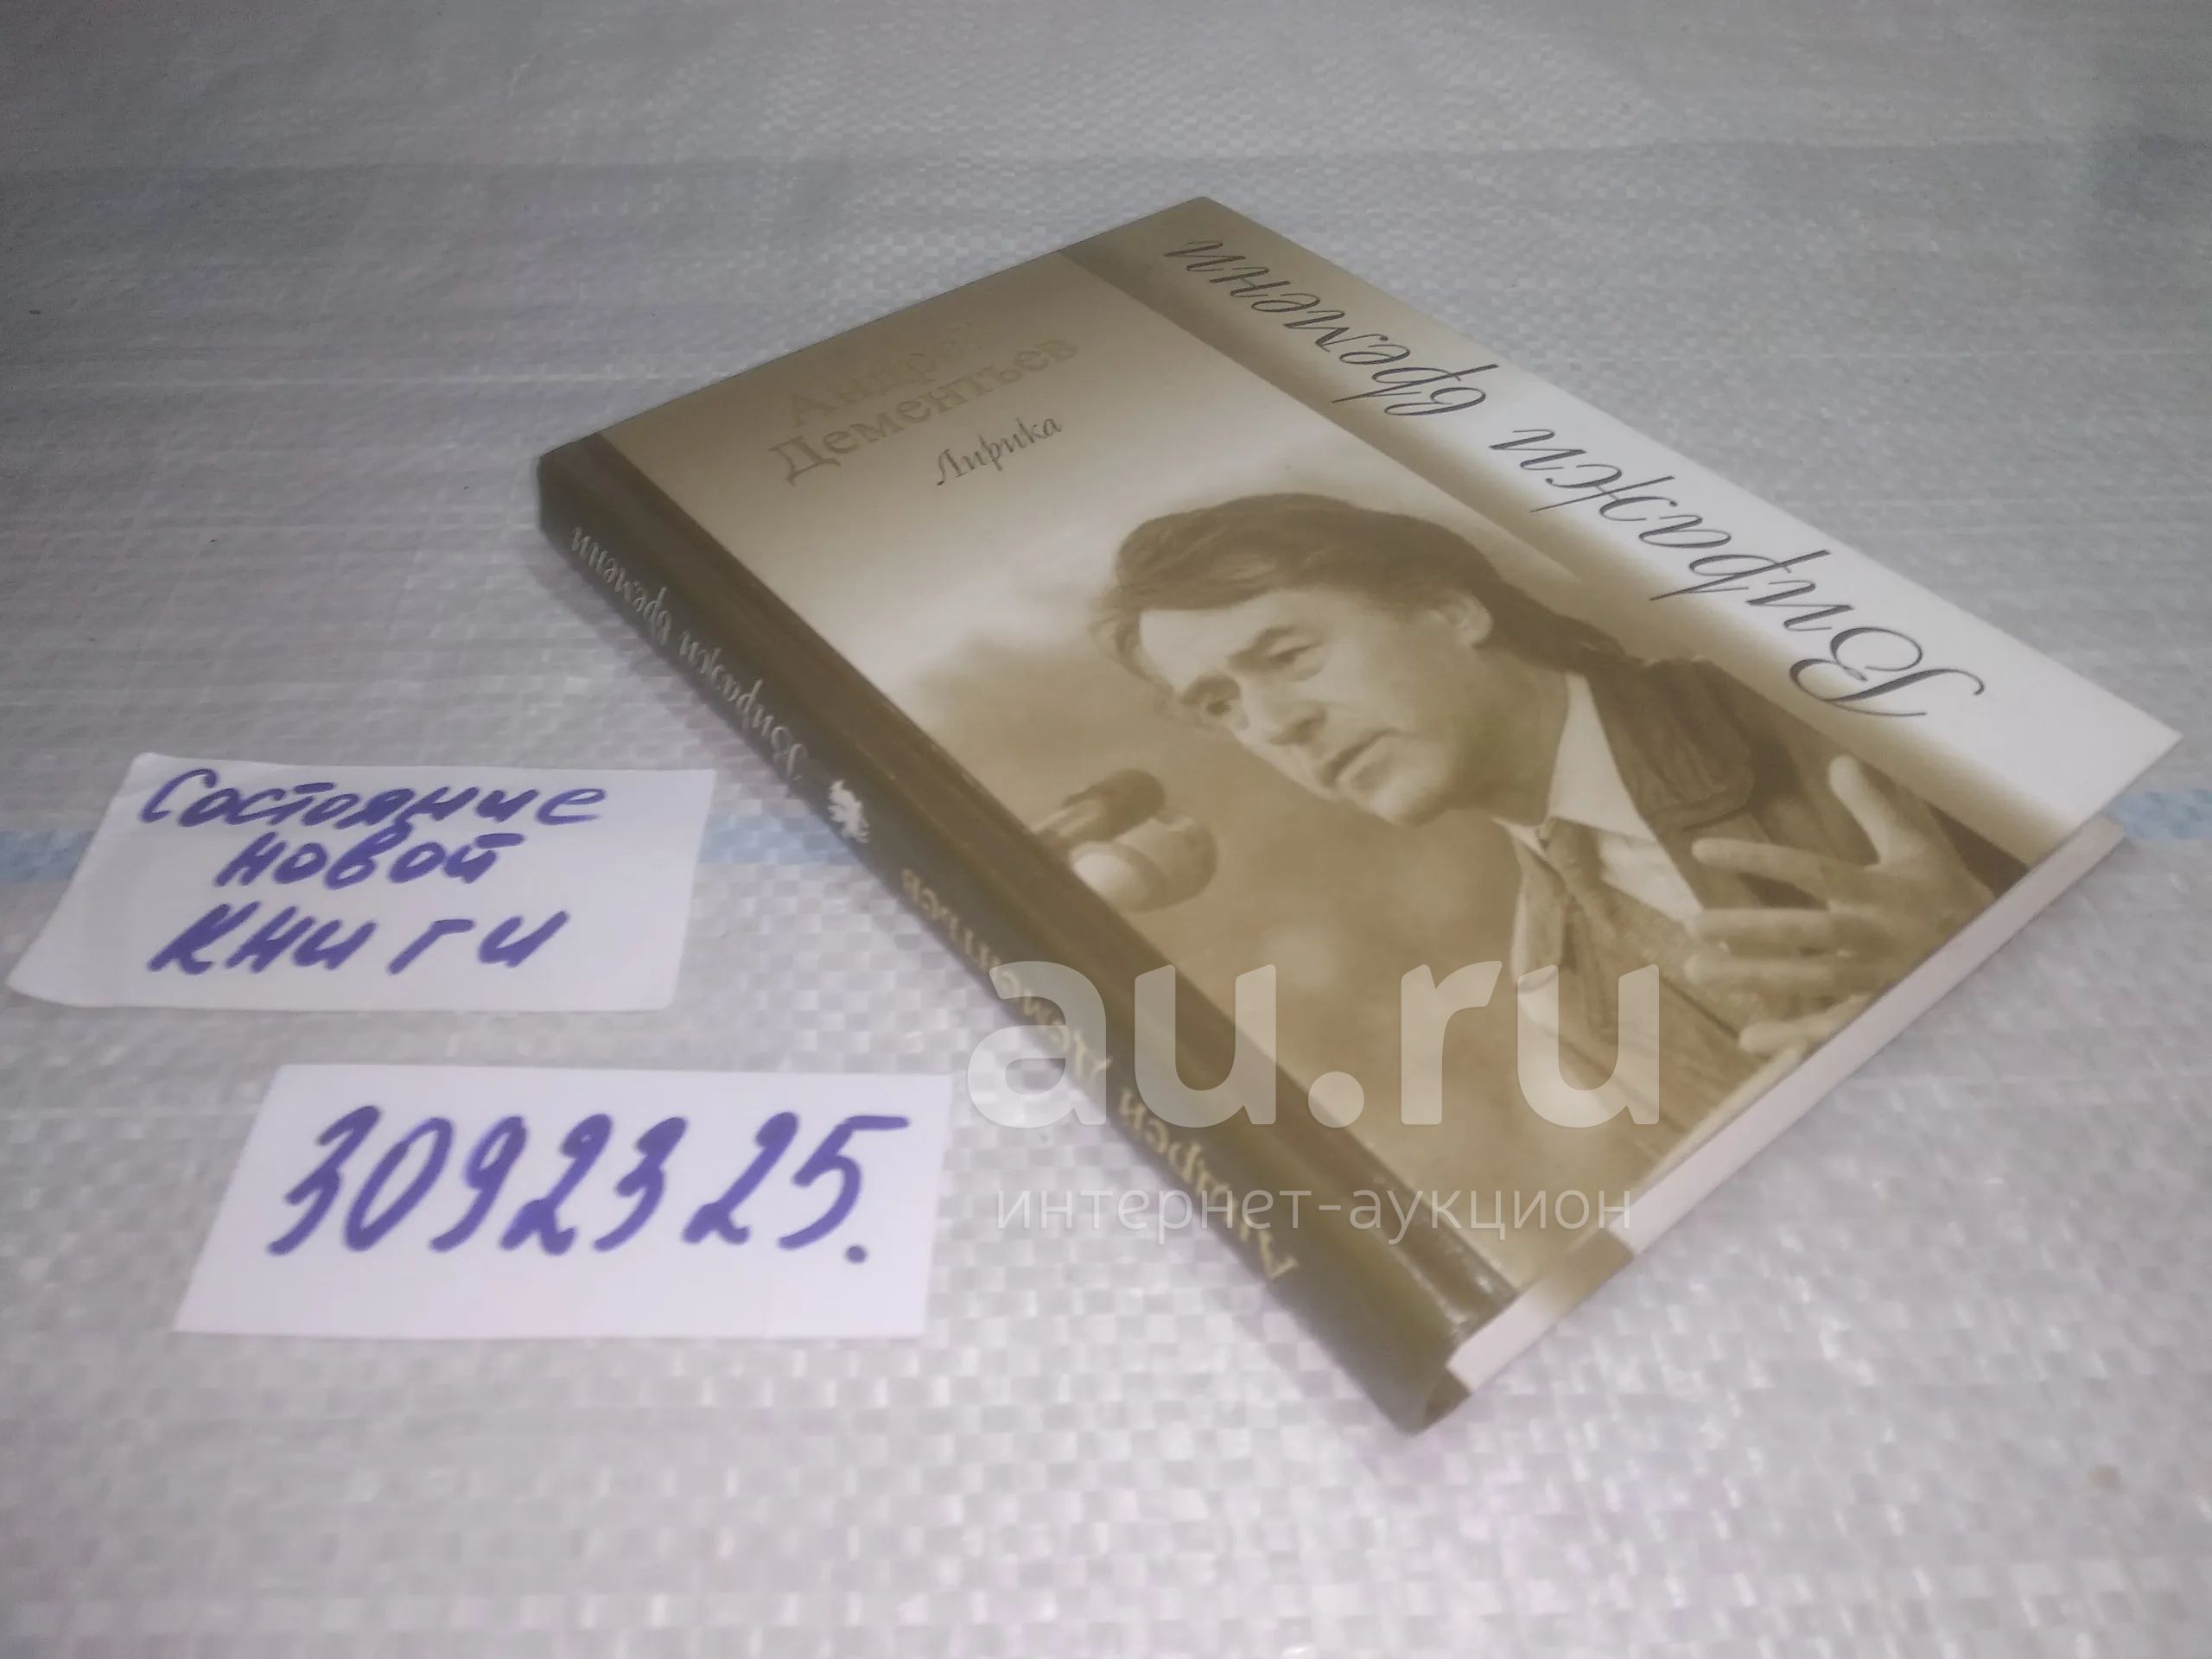 Андрей
Дементьев
Лирика
Виражи времени
Андрей Дементьев
Виражи времени
Состояние
новой
книги
3092325.
au.ru
интернет-аукцион